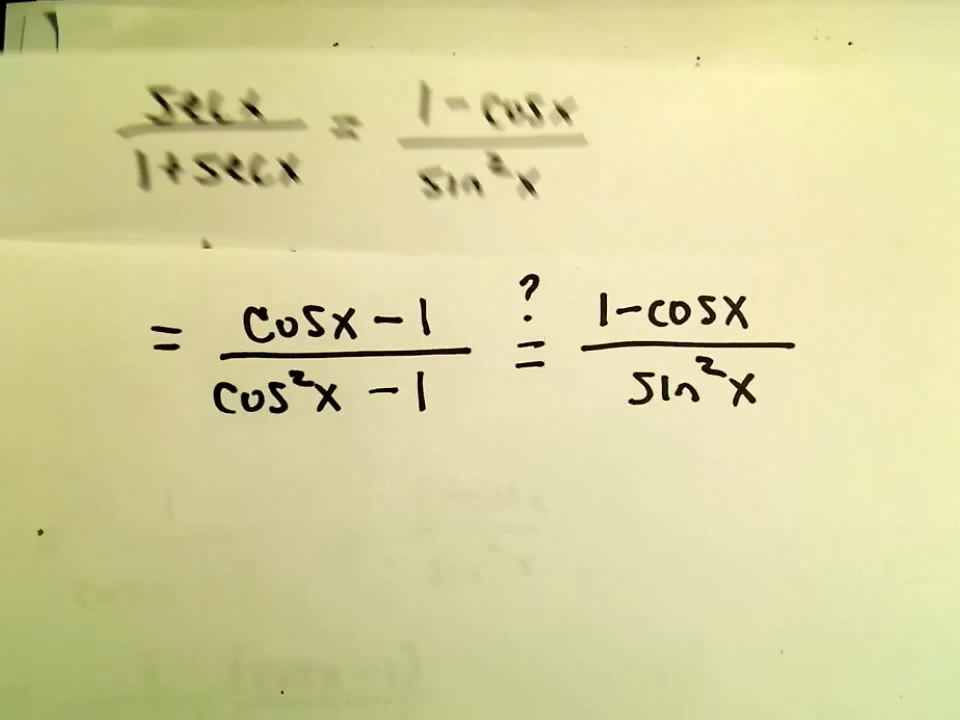 secx / 1+secx = 1-cosx / sin²x
= cosx-1 / cos²x-1 ?= 1-cosx / sin²x